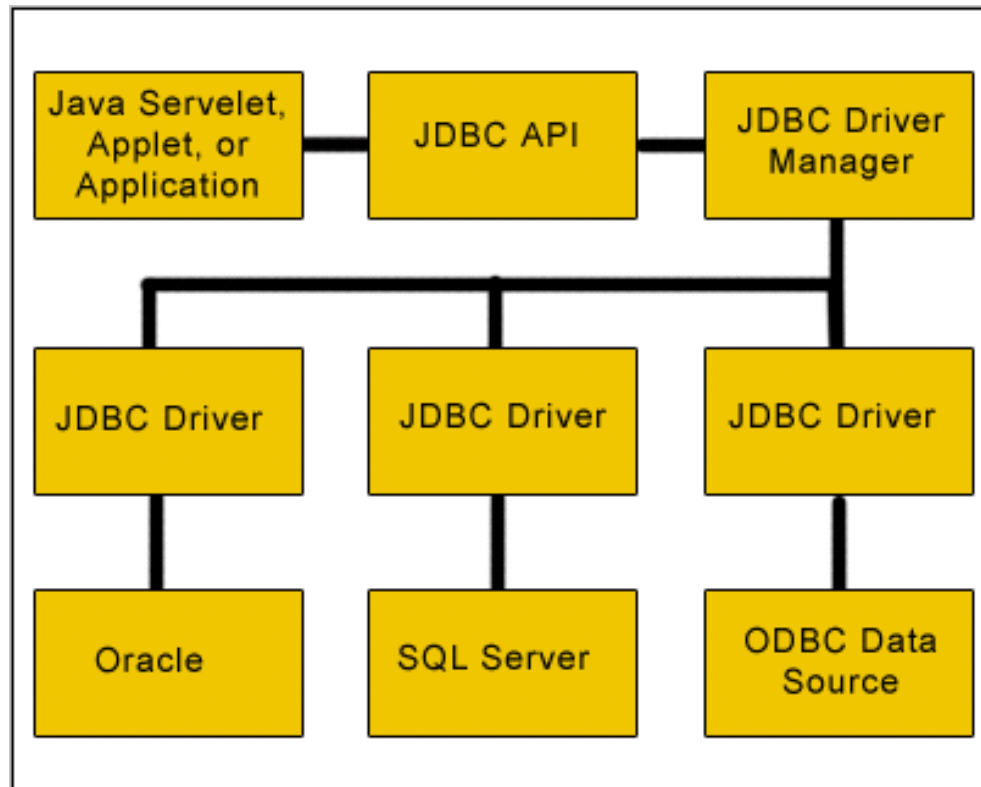 Java Servelet,
Applet, or
Application
JDBC API
JDBC Driver
Manager
JDBC Driver
JDBC Driver
JDBC Driver
Oracle
SQL Server
ODBC Data
Source